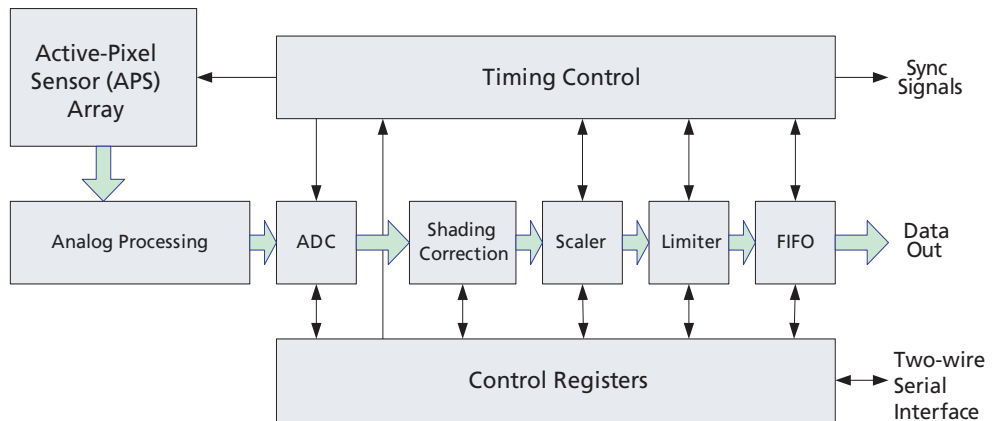 Active-Pixel
Sensor (APS)
Array
Timing Control
Sync
Signals
Analog Processing
ADC
Shading
Correction
Scaler
Limiter
FIFO
Data
Out
Control Registers
Two-wire
Serial
Interface